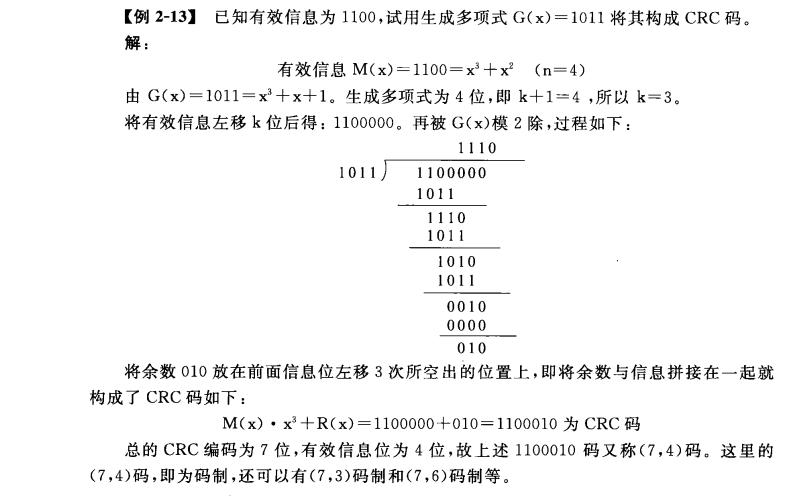 【例 2-13】 已知有效信息为 1100,试用生成多项式 G(x)=1011 将其构成 CRC 码。
解:
有效信息 M(x)=1100=x³+x² (n=4)
由 G(x)=1011=x³+x+1。生成多项式为 4 位,即 k+1=4 ,所以 k=3。
将有效信息左移 k 位后得: 1100000。再被 G(x)模 2 除,过程如下:
1110
1011) 1100000
1011
1110
1011
1010
1011
0010
0000
010
将余数 010 放在前面信息位左移 3 次所空出的位置上,即将余数与信息拼接在一起就
构成了 CRC 码如下:
M(x)·x³+R(x)=1100000+010=1100010 为 CRC 码
总的 CRC 编码为 7 位,有效信息位为 4 位,故上述 1100010 码又称(7,4)码。这里的
(7,4)码,即为码制,还可以有(7,3)码制和(7,6)码制等。